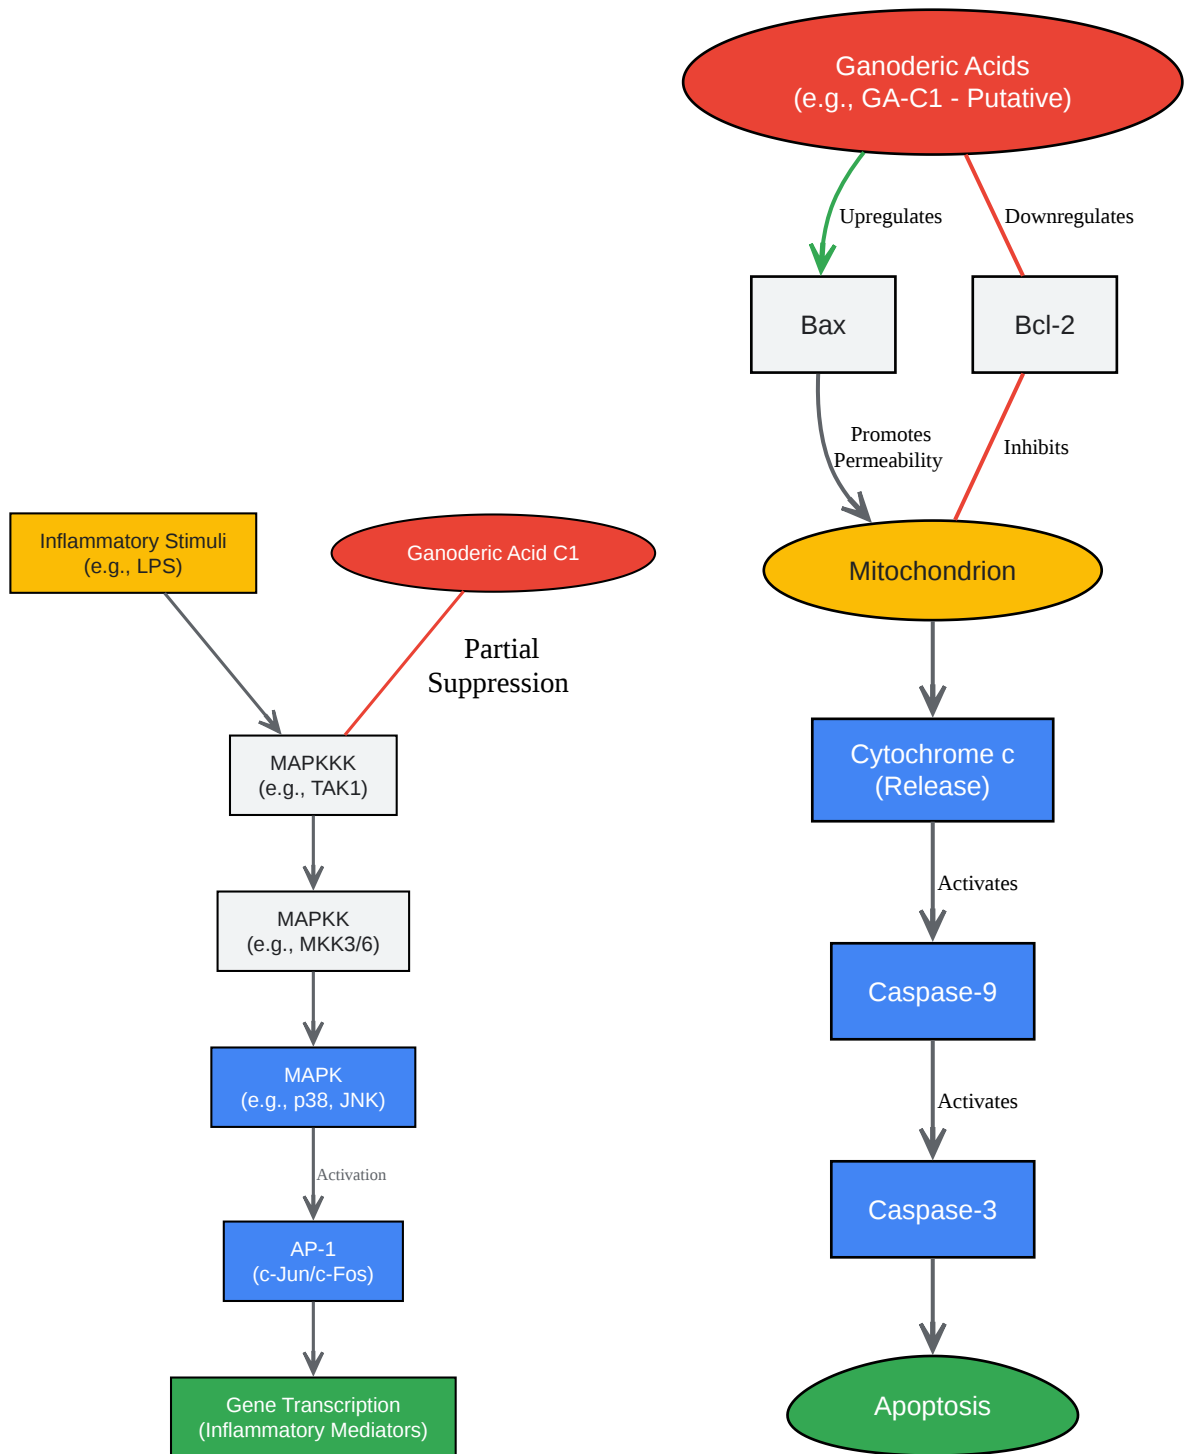 Ganoderic Acids
(e.g., GA-C1 - Putative)
Upregulates
Downregulates
Bax
Bcl-2
Promotes
Permeability
Inhibits
Mitochondrion
Cytochrome c
(Release)
Activates
Caspase-9
Activates
Caspase-3
Apoptosis
Inflammatory Stimuli
(e.g., LPS)
Ganoderic Acid C1
Partial
Suppression
MAPKKK
(e.g., TAK1)
MAPKK
(e.g., MKK3/6)
MAPK
(e.g., p38, JNK)
Activation
AP-1
(c-Jun/c-Fos)
Gene Transcription
(Inflammatory Mediators)